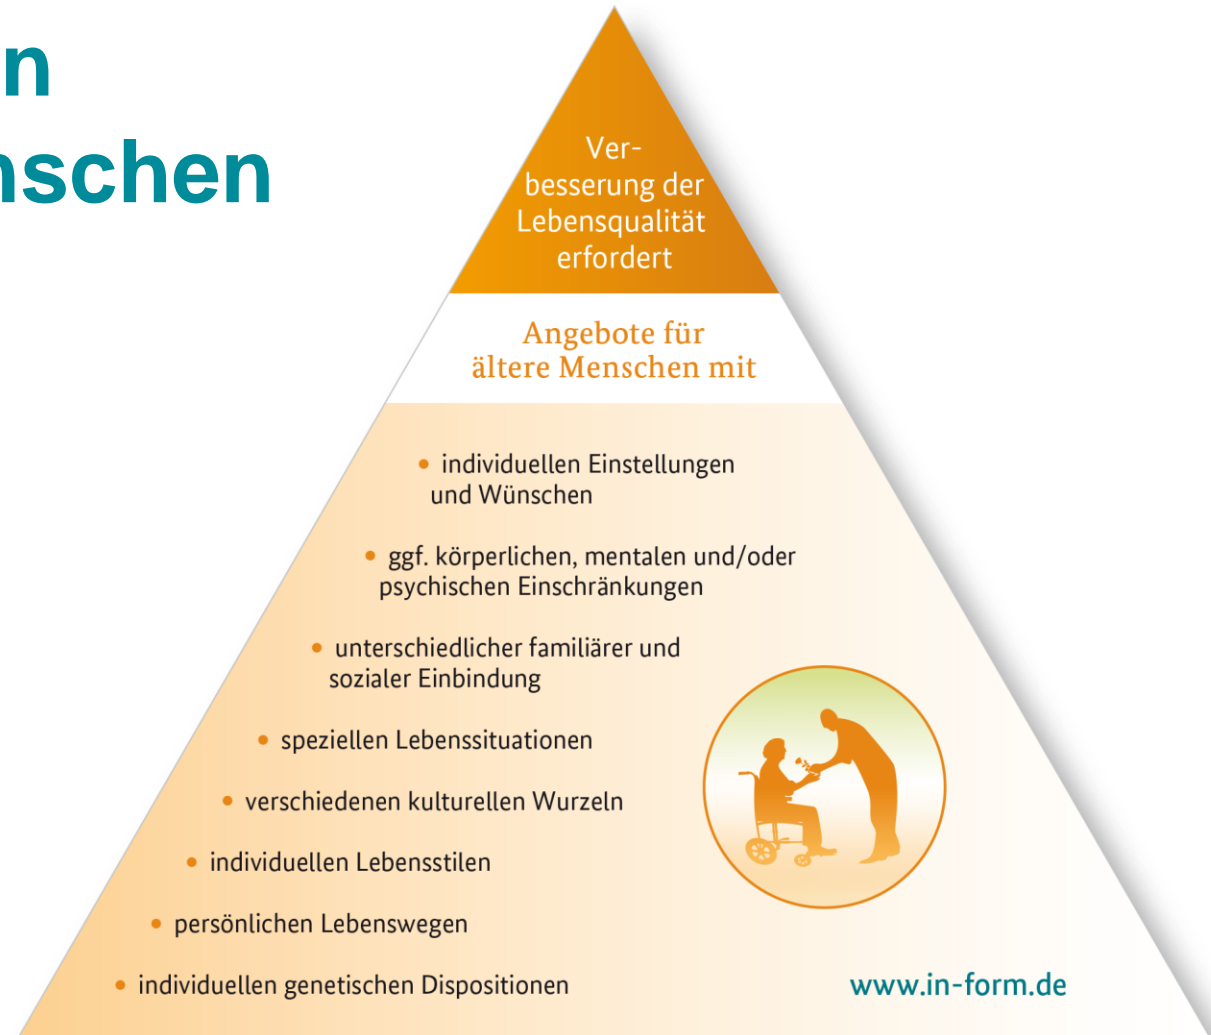 n
nschen
Ver-
besserung der
Lebensqualität
erfordert
Angebote für
ältere Menschen mit
• individuellen Einstellungen
und Wünschen
• ggf. körperlichen, mentalen und/oder
psychischen Einschränkungen
• unterschiedlicher familiärer und
sozialer Einbindung
• speziellen Lebenssituationen
• verschiedenen kulturellen Wurzeln
• individuellen Lebensstilen
• persönlichen Lebenswegen
• individuellen genetischen Dispositionen
www.in-form.de